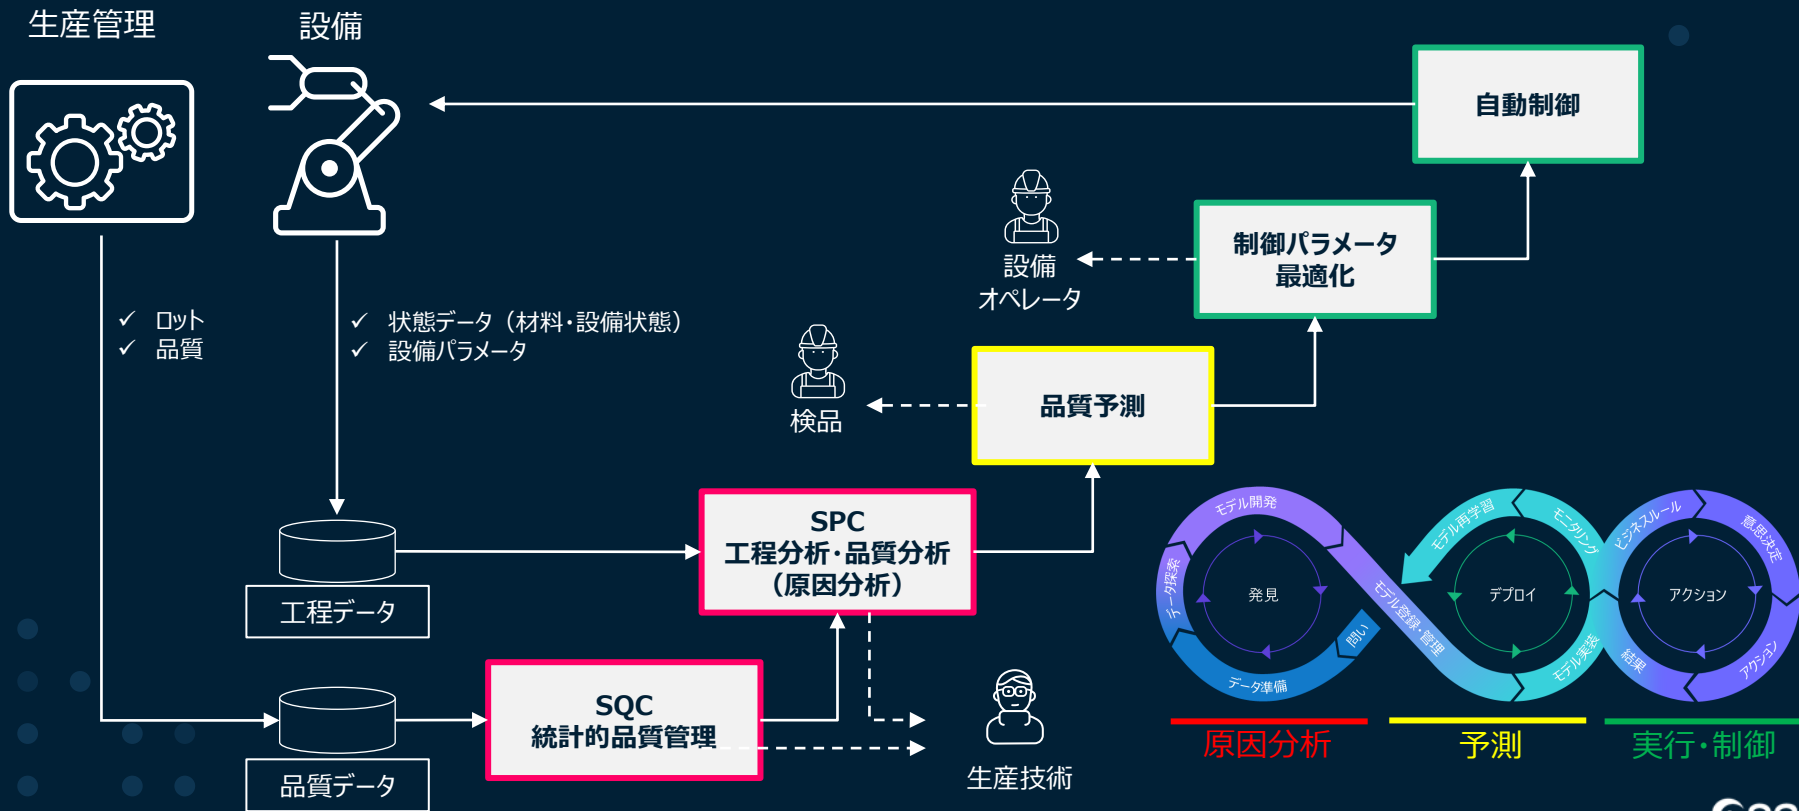 生産管理
設備
自動制御
制御パラメータ
最適化
設備
オペレータ
✓ ロット
✓ 品質
✓ 状態データ（材料・設備状態）
✓ 設備パラメータ
品質予測
検品
SPC
工程分析・品質分析
（原因分析）
工程データ
SQC
統計的品質管理
品質データ
生産技術
モデル開発
データ探索
発見
問い
データ準備
モデル登録・管理
モデル再学習
モニタリング
デプロイ
モデル実装
ビジネスルール
意思決定
アクション
結果
アクション
原因分析
予測
実行・制御